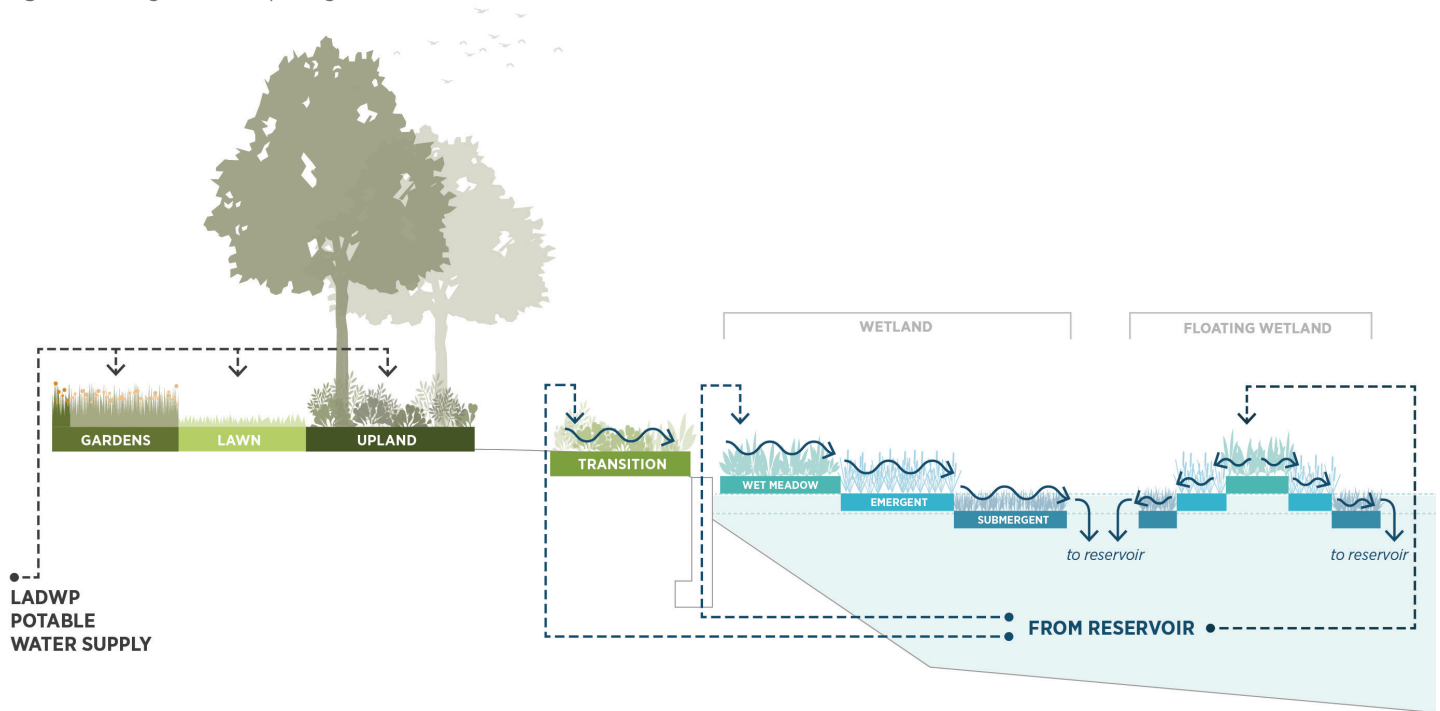 WETLAND
FLOATING WETLAND
GARDENS
LAWN
UPLAND
TRANSITION
WET MEADOW
EMERGENT
SUBMERGENT
to reservoir
to reservoir
LADWP
POTABLE
WATER SUPPLY
FROM RESERVOIR